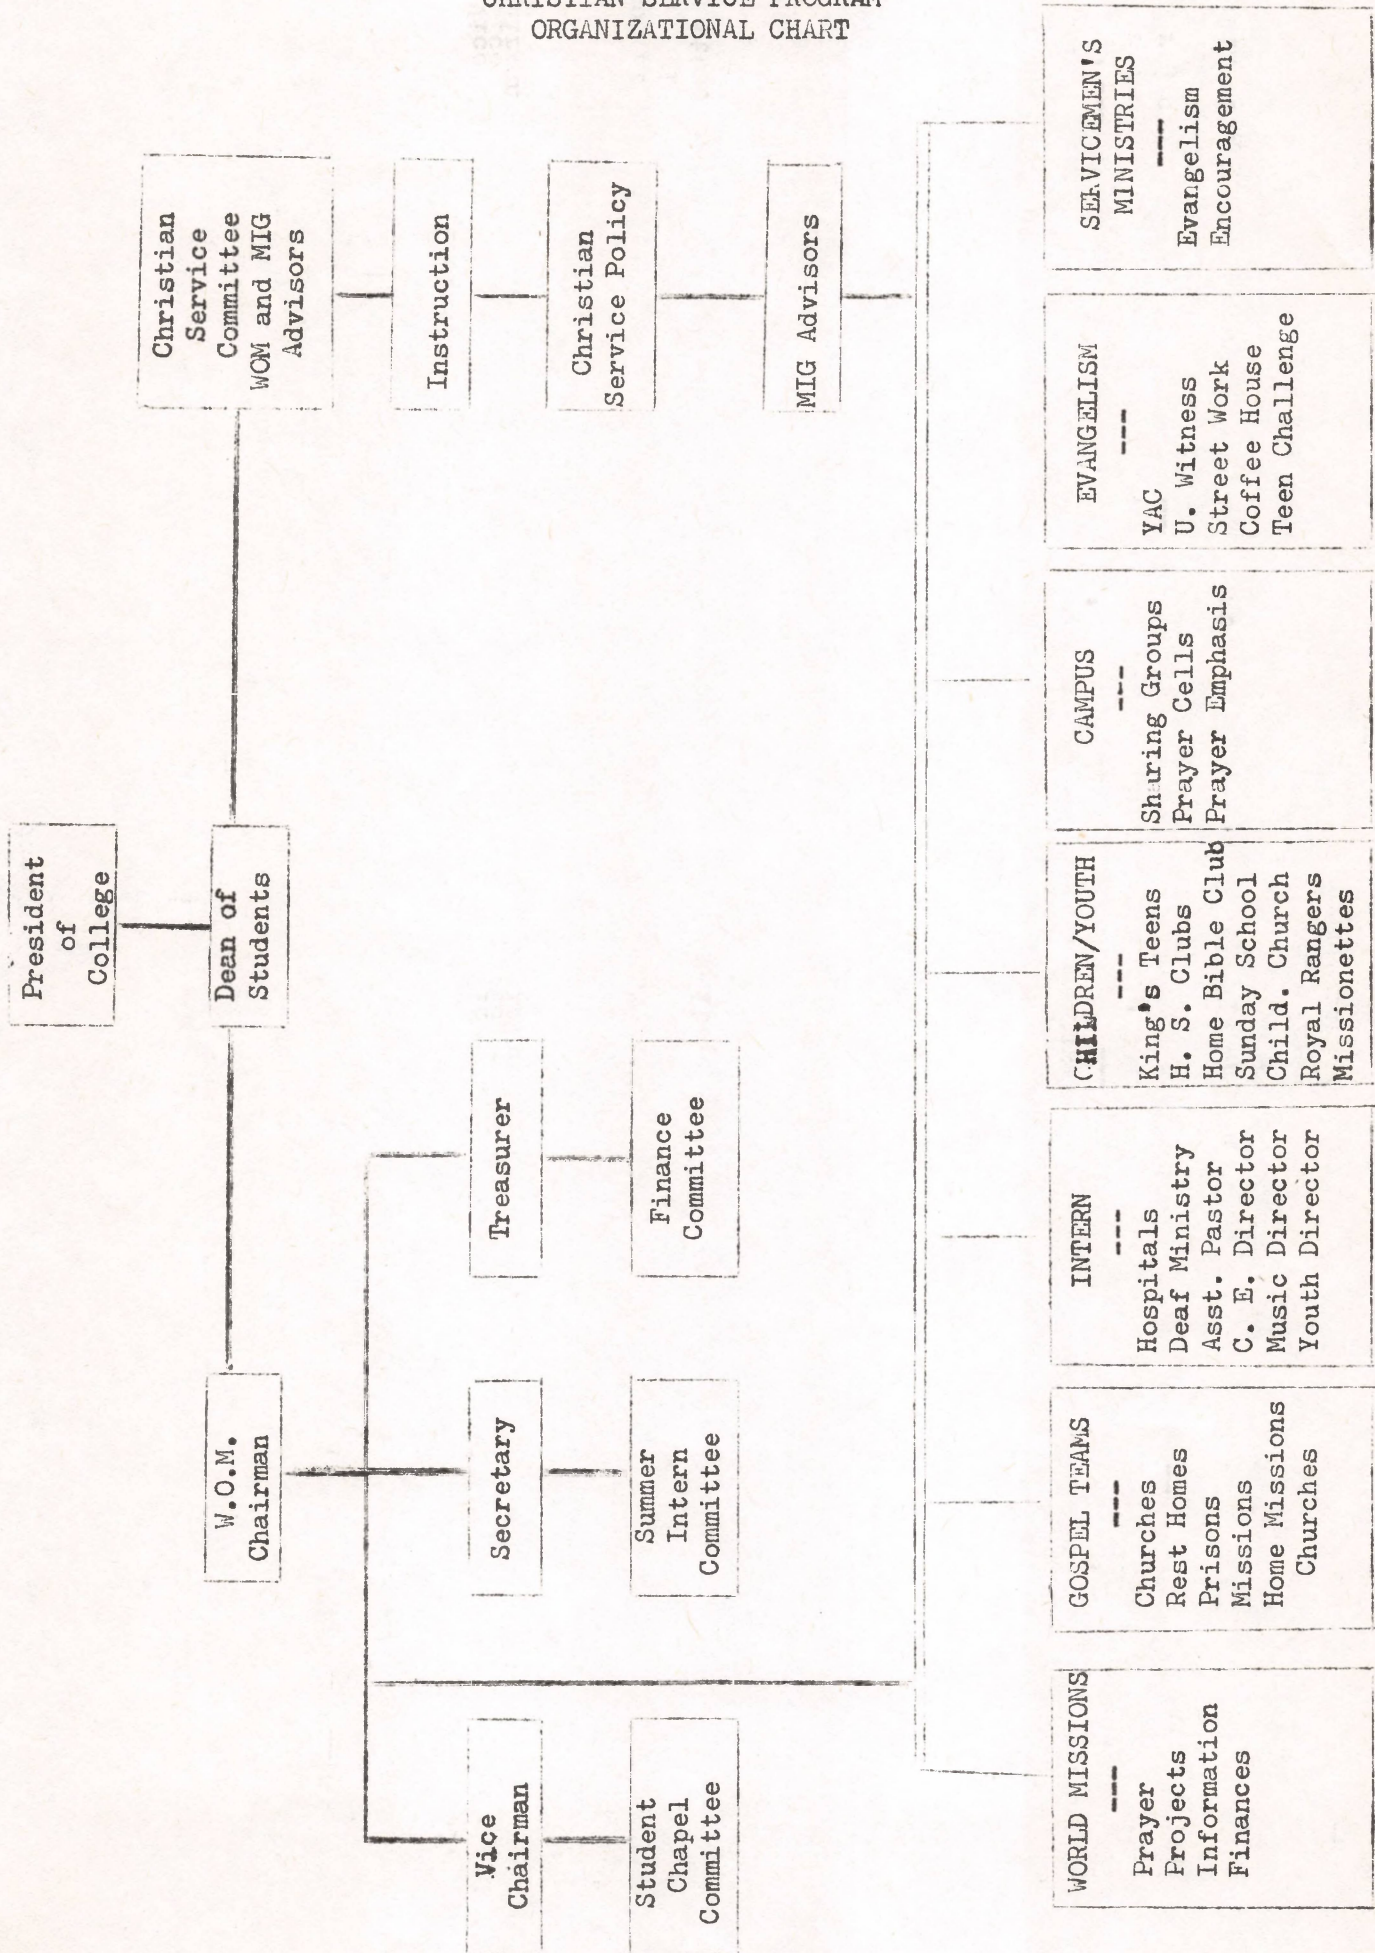 CHRISTIAN SERVICE PROGRAM
ORGANIZATIONAL CHART
President
of
College
Dean of
Students
W.O.M.
Chairman
Christian
Service
Committee
WOM and MIG
Advisors
Instruction
Christian
Service Policy
MIG Advisors
Vice
Chairman
Secretary
Treasurer
Student
Chapel
Committee
Summer
Intern
Committee
Finance
Committee
WORLD MISSIONS
---
Prayer
Projects
Information
Finances
GOSPEL TEAMS
---
Churches
Rest Homes
Prisons
Missions
Home Missions
Churches
INTERN
---
Hospitals
Deaf Ministry
Asst. Pastor
C. E. Director
Music Director
Youth Director
CHILDREN/YOUTH
---
King's Teens
H. S. Clubs
Home Bible Club
Sunday School
Child. Church
Royal Rangers
Missionettes
CAMPUS
---
Sharing Groups
Prayer Cells
Prayer Emphasis
EVANGELISM
---
YAC
U. Witness
Street Work
Coffee House
Teen Challenge
SERVICEMEN'S
MINISTRIES
---
Evangelism
Encouragement